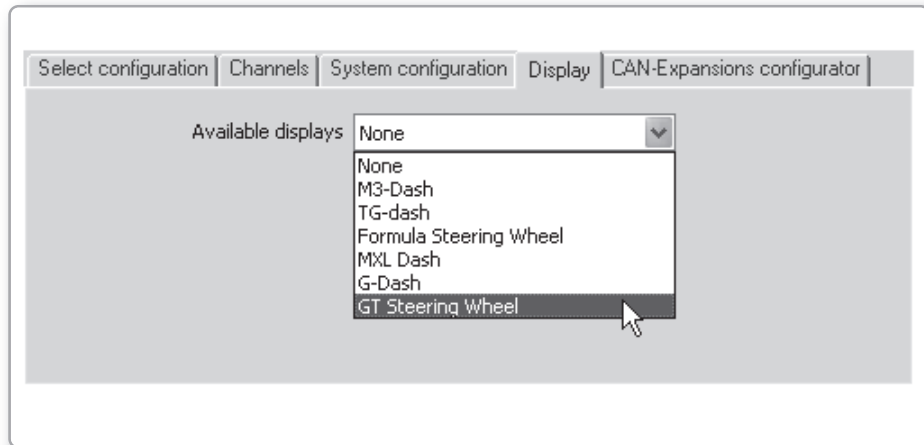 Select configuration Channels System configuration Display CAN-Expansions configurator
Available displays None
None
M3-Dash
TG-dash
Formula Steering Wheel
MXL Dash
G-Dash
GT Steering Wheel